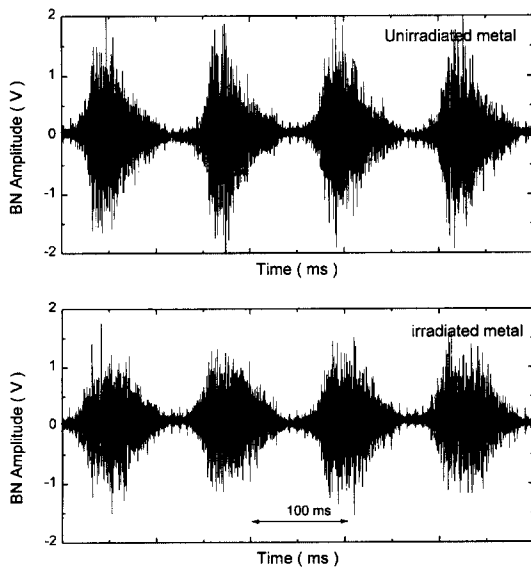 Unirradiated metal
BN Amplitude ( V )
2
1
0
-1
-2
Time ( ms )
irradiated metal
BN Amplitude ( V )
2
1
0
-1
-2
100 ms
Time ( ms )